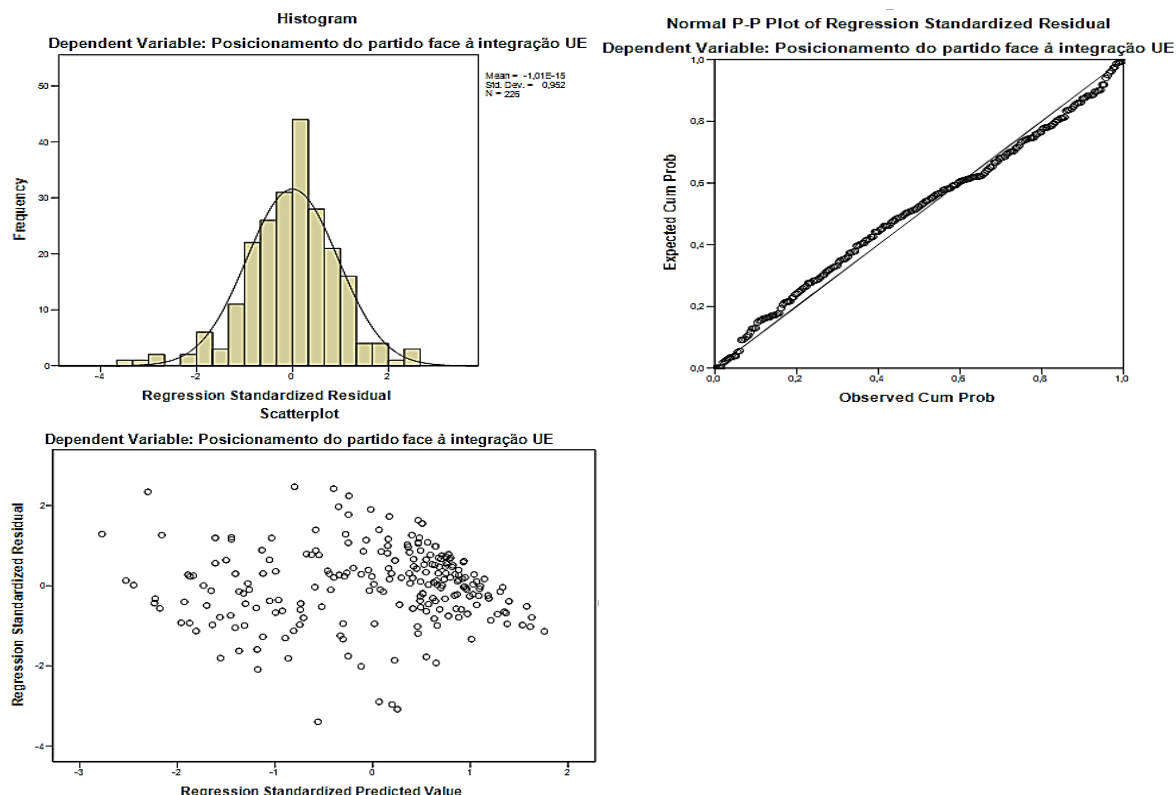 Histogram
Dependent Variable: Posicionamento do partido face à integração UE
Mean = -1,01E-15
Std. Dev. = 0,952
N = 226
50
40
30
20
10
0
Frequency
-4
-2
0
2
Regression Standardized Residual
Normal P-P Plot of Regression Standardized Residual
Dependent Variable: Posicionamento do partido face à integração UE
1,0
0,8
0,6
0,4
0,2
0,0
Expected Cum Prob
0,0
0,2
0,4
0,6
0,8
1,0
Observed Cum Prob
Scatterplot
Dependent Variable: Posicionamento do partido face à integração UE
2
0
-2
-4
Regression Standardized Residual
-3
-2
-1
0
1
2
Regression Standardized Predicted Value